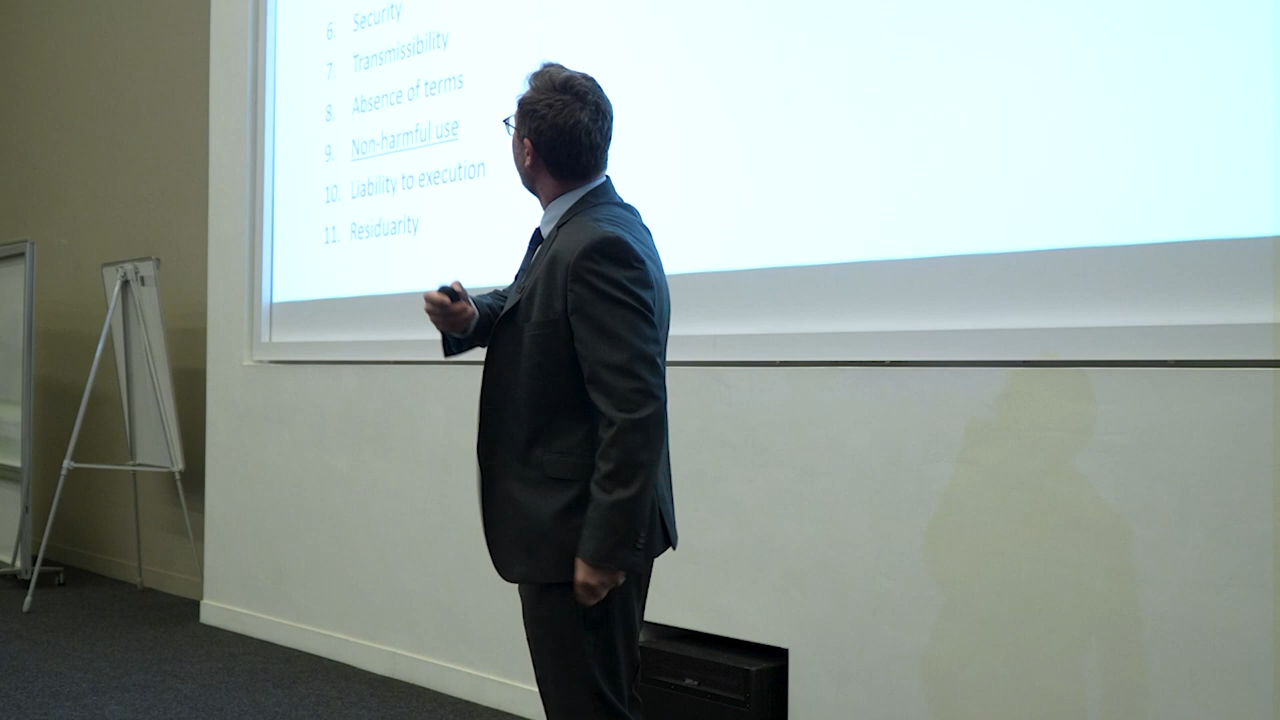 6. Security
7. Transmissibility
8. Absence of terms
9. Non-harmful use
10. Liability to execution
11. Residuarity